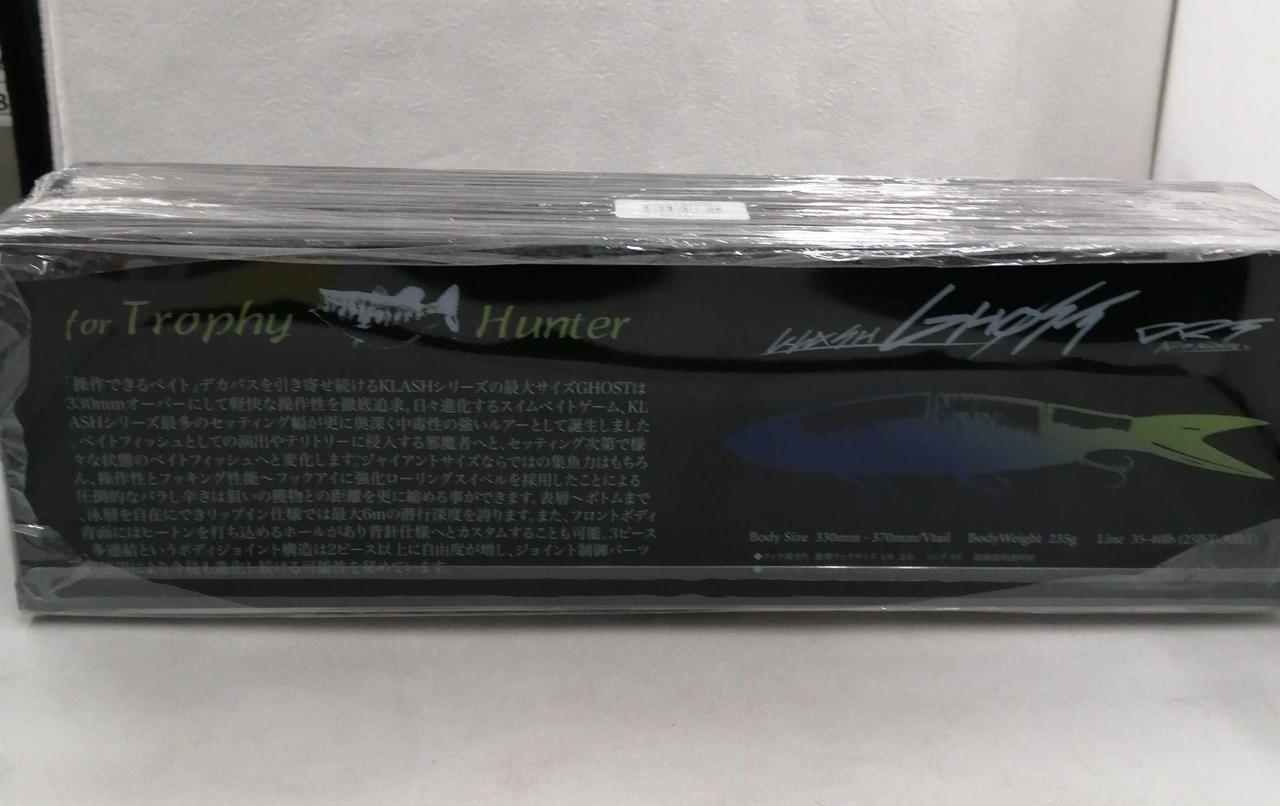 for Trophy Hunter
KLASH GHOST DRT
「操作できるベイト」デカバスを引き寄せ続けるKLASHシリーズの最大サイズGHOSTは
330mmオーバーにして軽快な操作性を徹底追求。日々進化するスイムベイトゲーム、KL
ASHシリーズ最多のセッティング幅が更に奥深く中毒性の強いルアーとして誕生しました
。ベイトフィッシュとしての演出やテリトリーに侵入する邪魔者へと、セッティング次第で様
々な状態のベイトフィッシュへと変化します。ジャイアントサイズならではの集魚力はもちろ
ん、操作性とフッキング性能〜フックアイに強化ローリングスイベルを採用したことによる
圧倒的なバラし辛さは狙いの獲物との距離を更に縮める事ができます。表層〜ボトムまで
、泳層を自在にできリップイン仕様では最大6mの潜行深度を誇ります。また、フロントボディ
背面にはヒートンを打ち込めるホールがあり背針仕様へとカスタムすることも可能。3ピース
多連結というボディジョイント構造は2ピース以上に自由度が増し、ジョイント制御パーツ
進化し続ける可能性を秘めています。
Body Size 330mm - 370mm/Vtail BodyWeight 235g Line 35-40lb